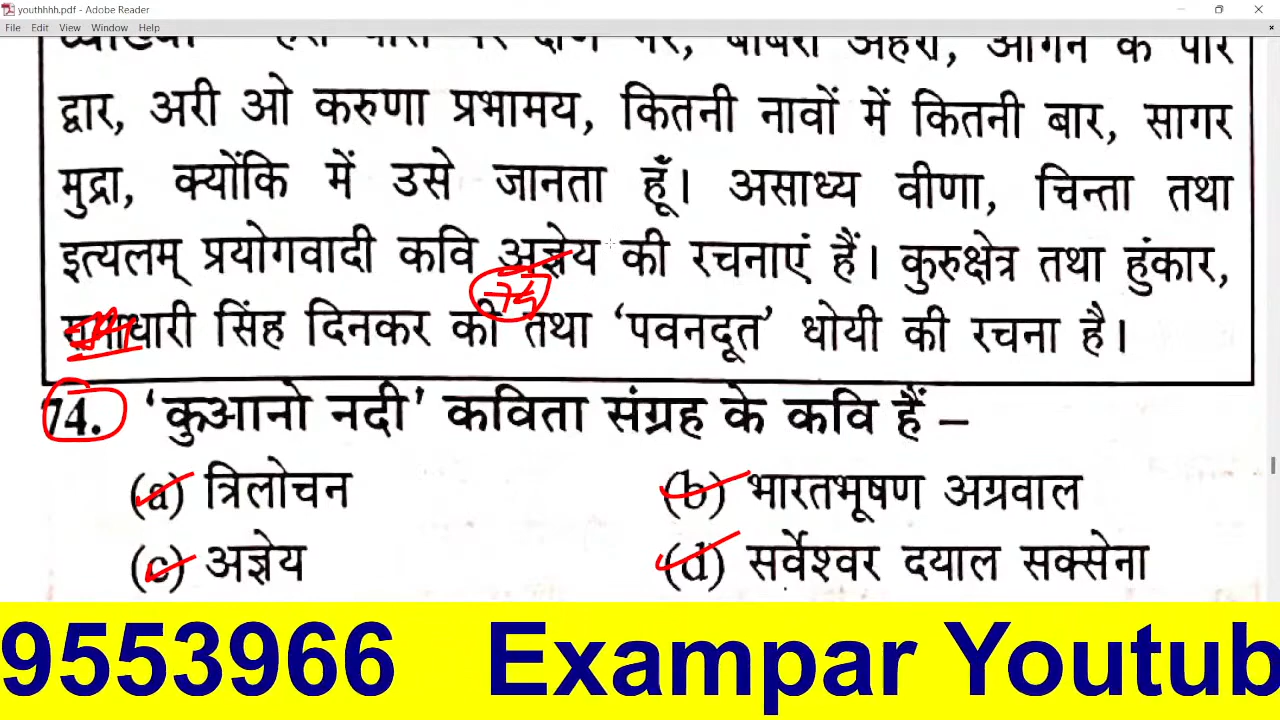 youthhhh.pdf - Adobe Reader
File Edit View Window Help
द्वार, अरी ओ करुणा प्रभामय, कितनी नावों में कितनी बार, सागर
मुद्रा, क्योंकि में उसे जानता हूँ। असाध्य वीणा, चिन्ता तथा
इत्यलम् प्रयोगवादी कवि अज्ञेय की रचनाएं हैं। कुरुक्षेत्र तथा हुंकार,
रामधारी सिंह दिनकर की तथा ‘पवनदूत’ धोयी की रचना है।
74. ‘कुआनो नदी’ कविता संग्रह के कवि हैं –
(a) त्रिलोचन (b) भारतभूषण अग्रवाल
(c) अज्ञेय (d) सर्वेश्वर दयाल सक्सेना
9553966 Exampar Youtub